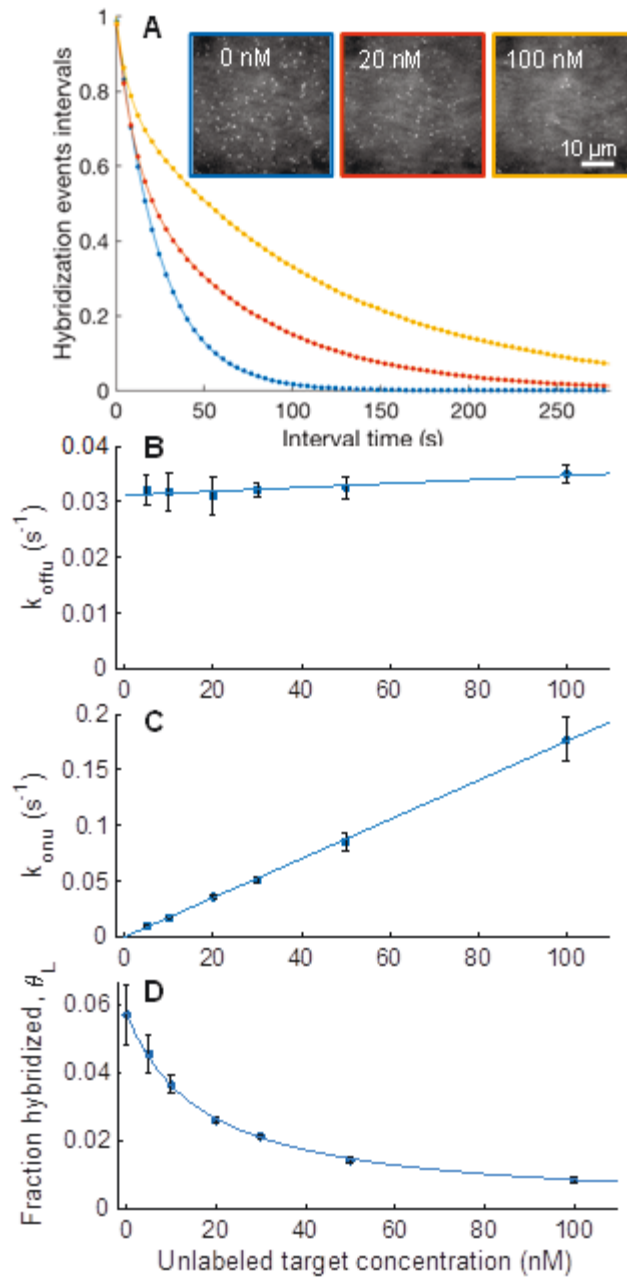 A
0 nM
20 nM
100 nM
10 μm
Hybridization events intervals
1
0.8
0.6
0.4
0.2
0
0 50 100 150 200 250
Interval time (s)
B
k_offu (s⁻¹)
0.04
0.03
0.02
0.01
0
0 20 40 60 80 100
C
k_onu (s⁻¹)
0.2
0.15
0.1
0.05
0
0 20 40 60 80 100
D
Fraction hybridized, θ_L
0.06
0.04
0.02
0
0 20 40 60 80 100
Unlabeled target concentration (nM)